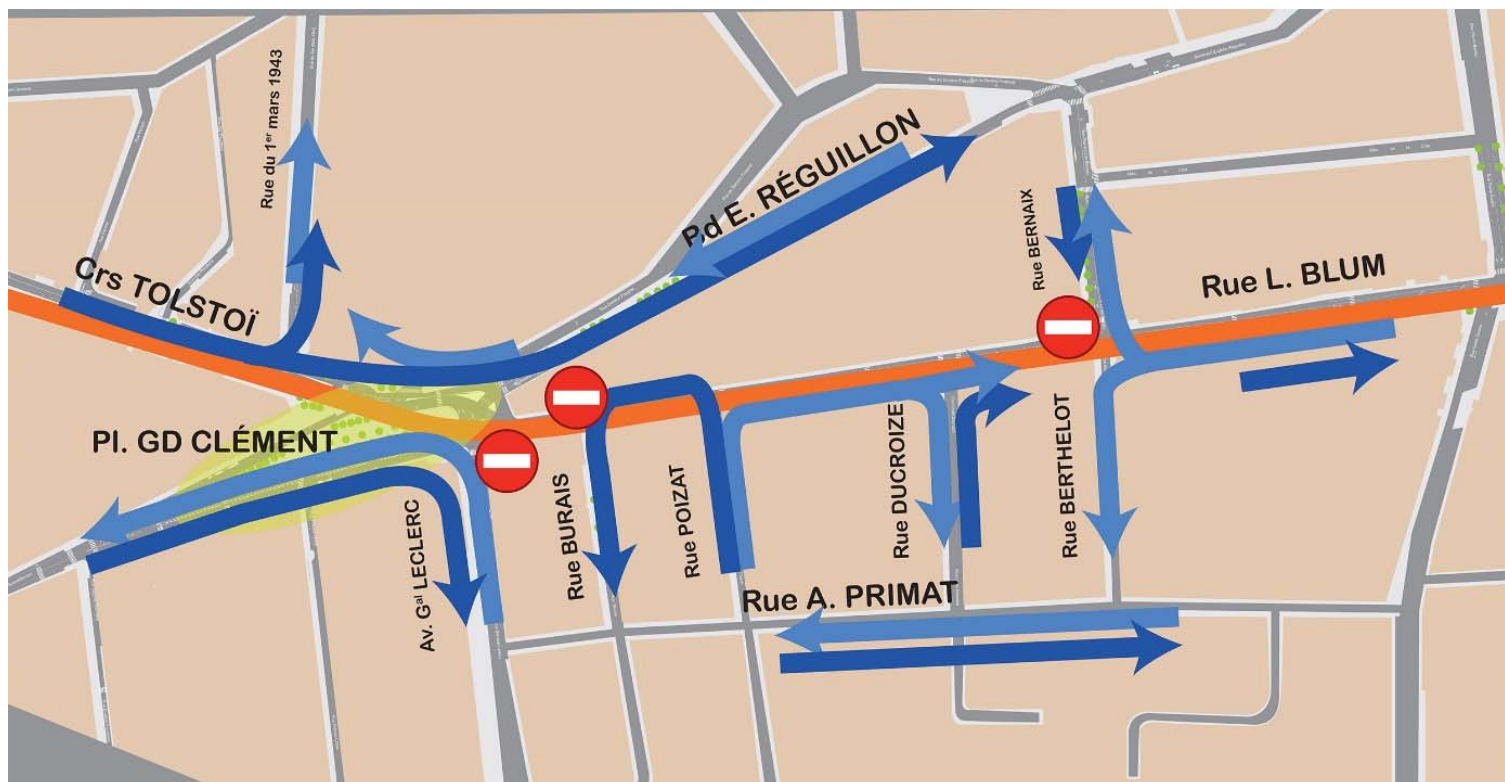 Rue du 1er mars 1943
Bd E. RÉGUILLON
Crs TOLSTOÏ
Rue BERNAIX
Rue L. BLUM
Pl. GD CLÉMENT
Av. Gal LECLERC
Rue BURAIS
Rue POIZAT
Rue DUCROIZE
Rue BERTHELOT
Rue A. PRIMAT